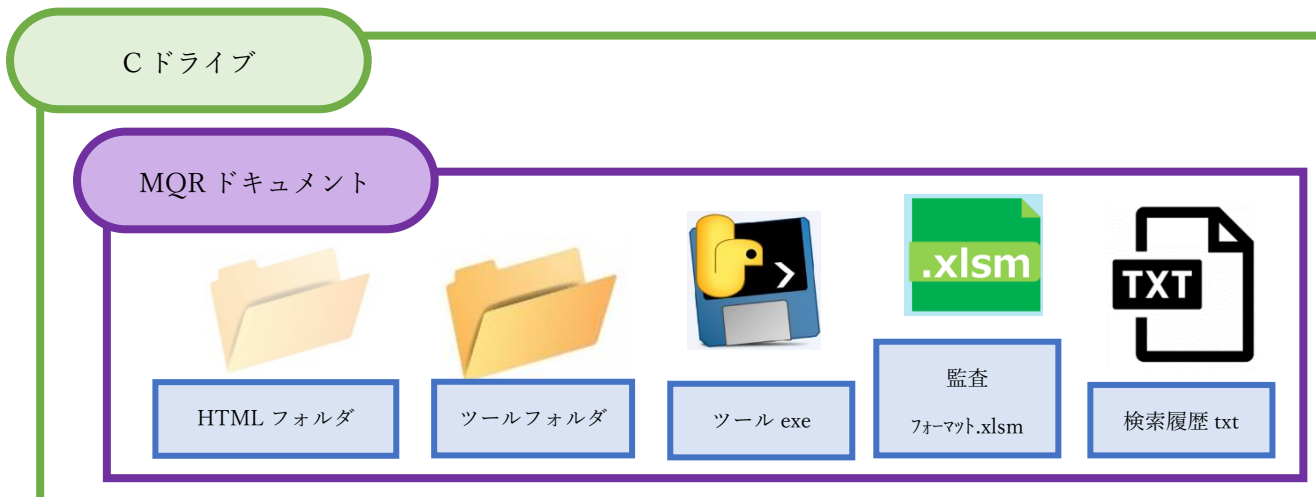 C ドライブ
MQR ドキュメント
.xlsm
TXT
HTML フォルダ
ツールフォルダ
ツール exe
監査
ﾌｫｰﾏｯﾄ.xlsm
検索履歴 txt